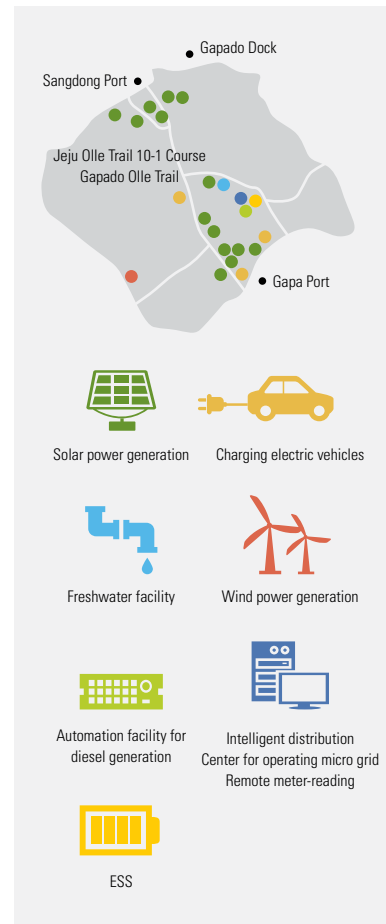 Gapado Dock
Sangdong Port
Jeju Olle Trail 10-1 Course
Gapado Olle Trail
Gapa Port
Solar power generation
Charging electric vehicles
Freshwater facility
Wind power generation
Automation facility for
diesel generation
Intelligent distribution
Center for operating micro grid
Remote meter-reading
ESS